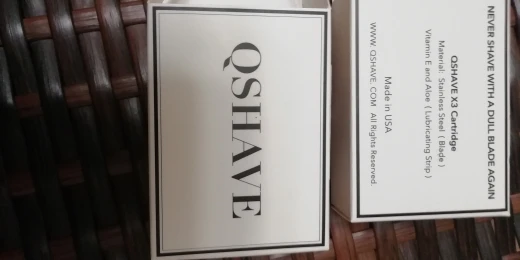 QSHAVE
NEVER SHAVE WITH A DULL BLADE AGAIN
QSHAVE X3 Cartridge
Material: Stainless Steel ( Blade )
Vitamin E and Aloe ( Lubricating Strip )
Made in USA
WWW. QSHAVE. COM All Rights Reserved.